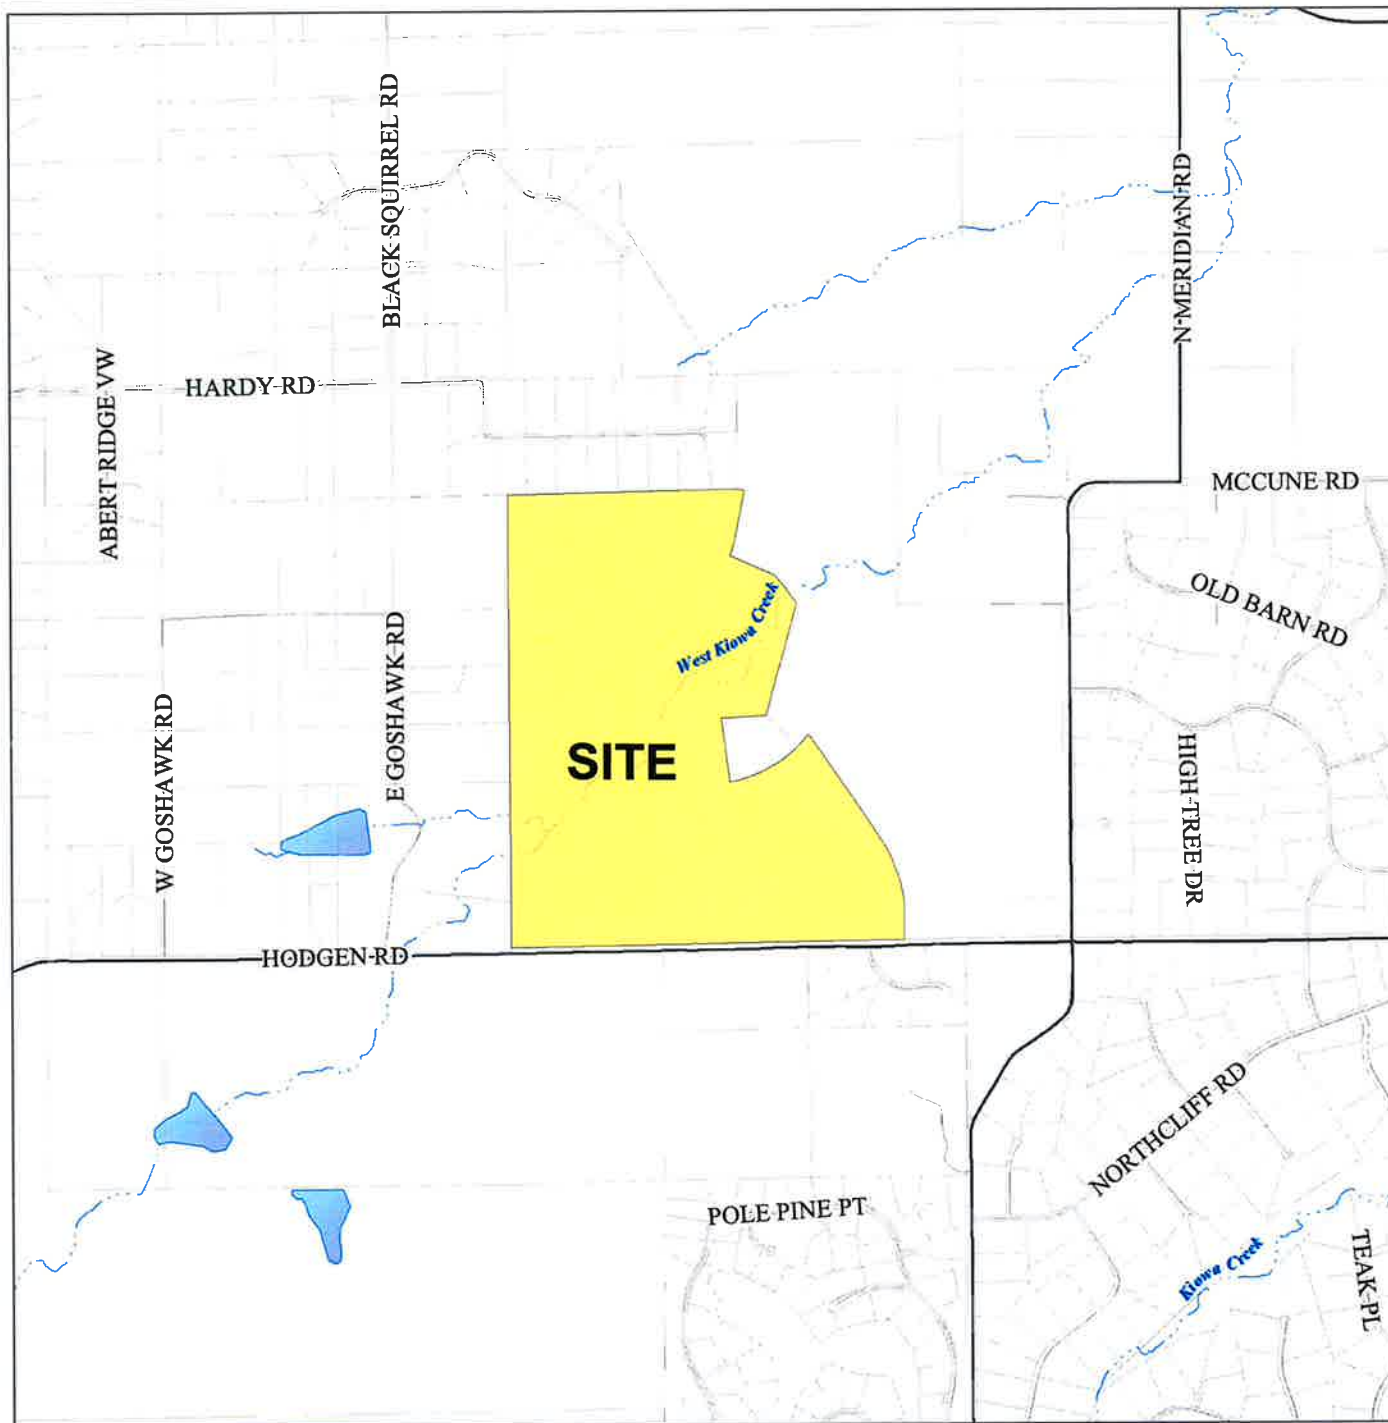 BLACK SQUIRREL RD
N MERIDIAN RD
HARDY RD
ABERT RIDGE VW
MCCUNE RD
OLD BARN RD
West Kiowa Creek
E GOSHAWK RD
W GOSHAWK RD
SITE
HIGH TREE DR
HODGEN RD
NORTHCLIFF RD
POLE PINE PT
Kiowa Creek
TEAK PL